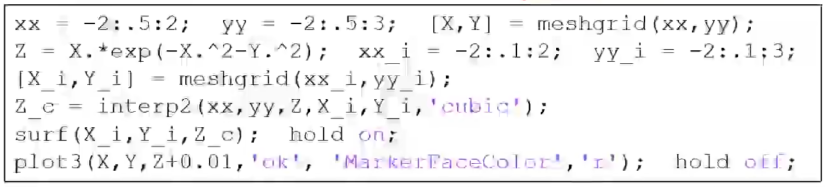 xx = -2:.5:2; yy = -2:.5:3; [X,Y] = meshgrid(xx,yy);
Z = X.*exp(-X.^2-Y.^2); xx_i = -2:.1:2; yy_i = -2:.1:3;
[X_i,Y_i] = meshgrid(xx_i,yy_i);
Z_c = interp2(xx,yy,Z,X_i,Y_i,'cubic');
surf(X_i,Y_i,Z_c); hold on;
plot3(X,Y,Z+0.01,'ok', 'MarkerFaceColor','r'); hold off;